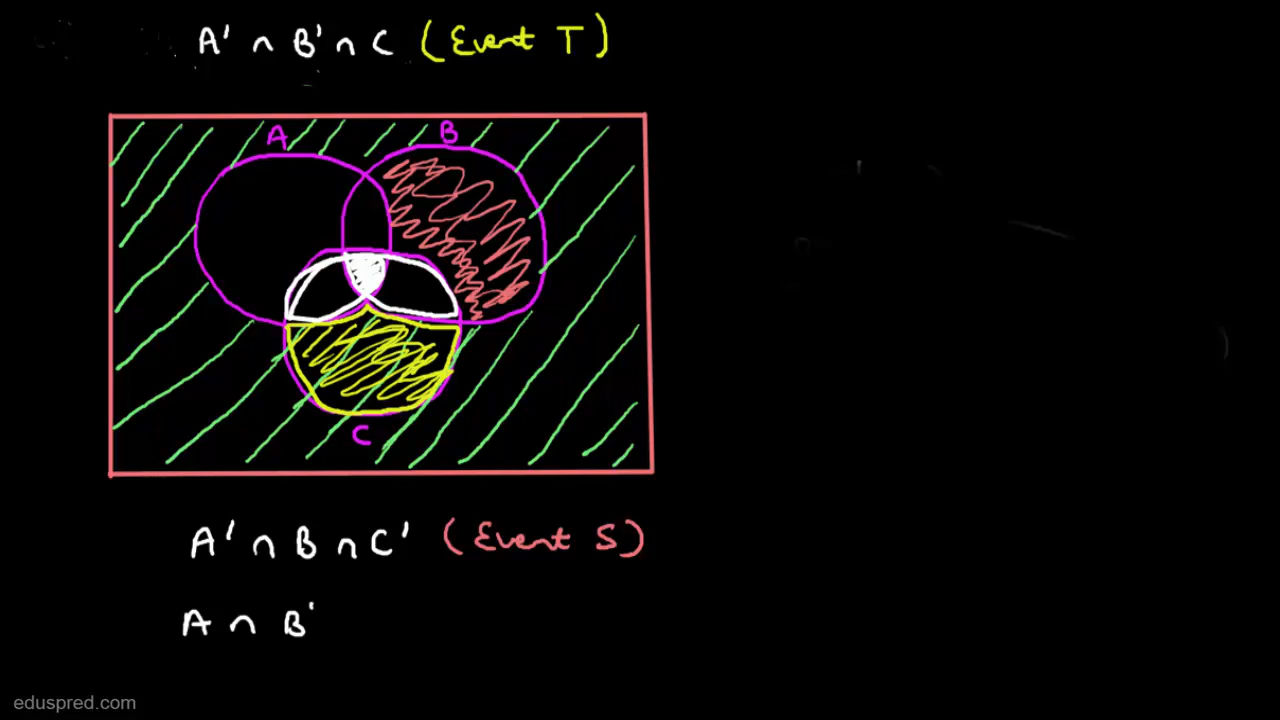 A' ∩ B' ∩ C (Event T)
A
B
C
A' ∩ B ∩ C' (Event S)
A ∩ B'
eduspred.com